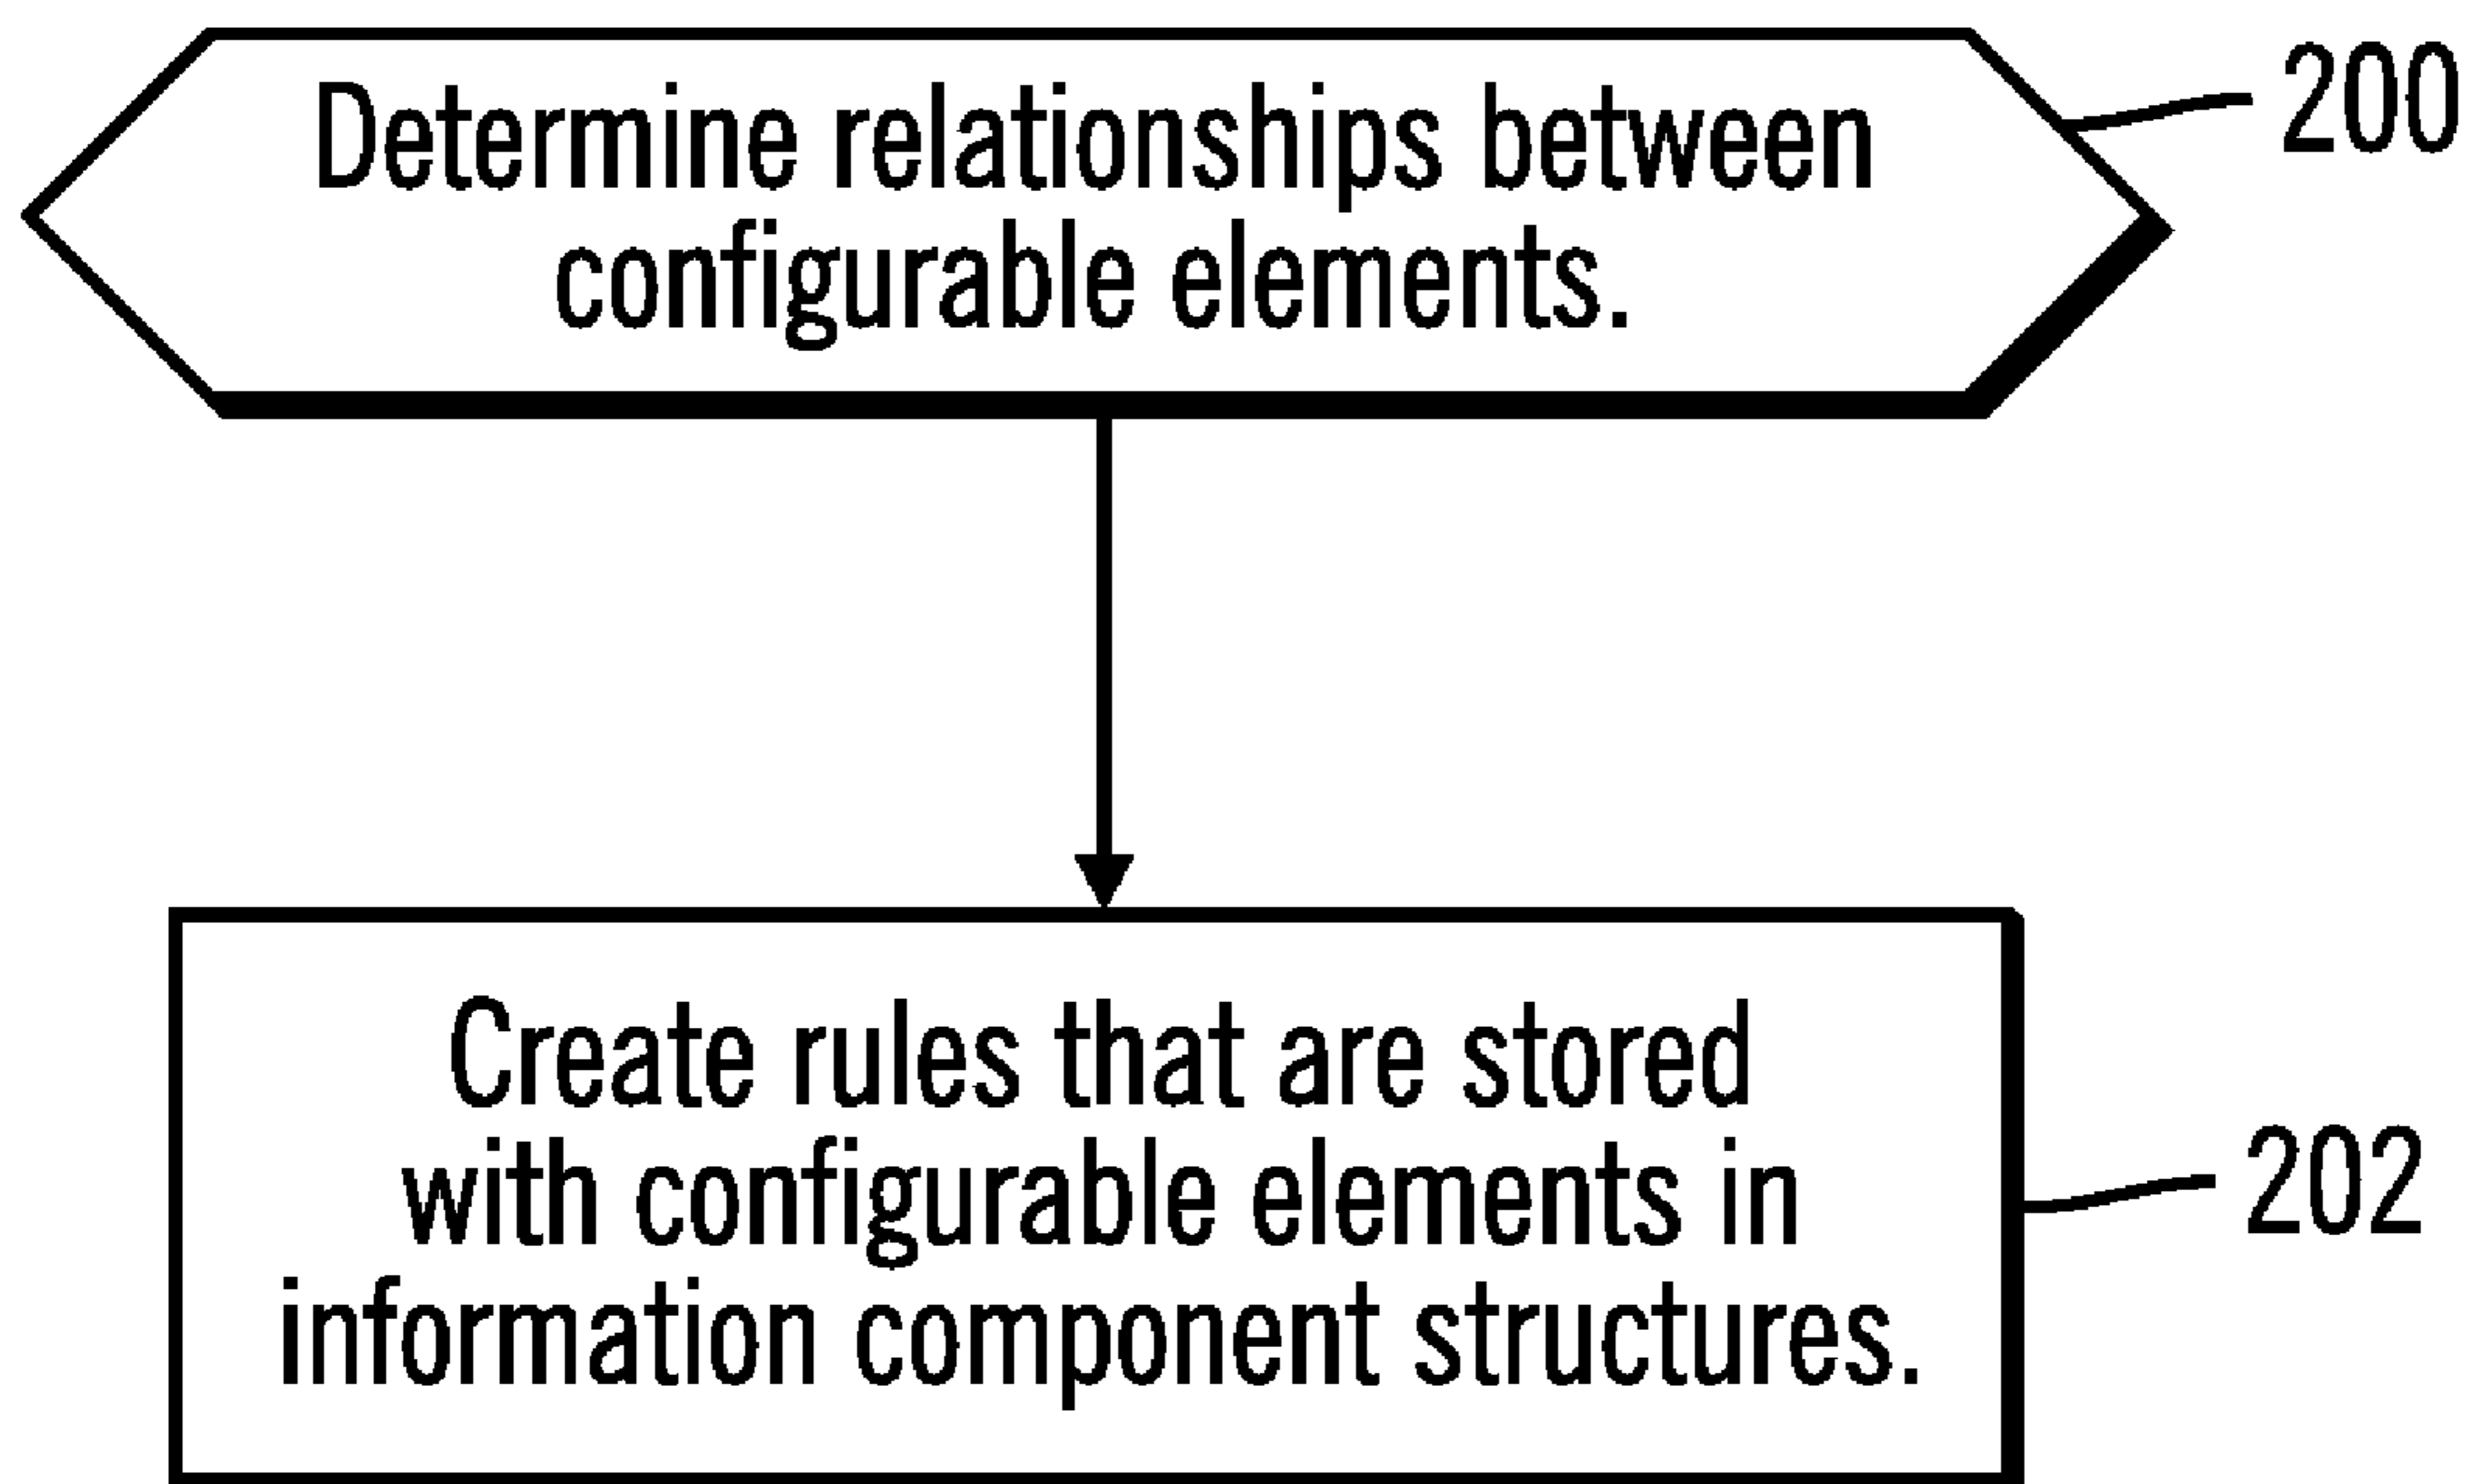 Determine relationships between
200
configurable elements.
Create rules that are stored
with configurable elements in
202
information component structures.